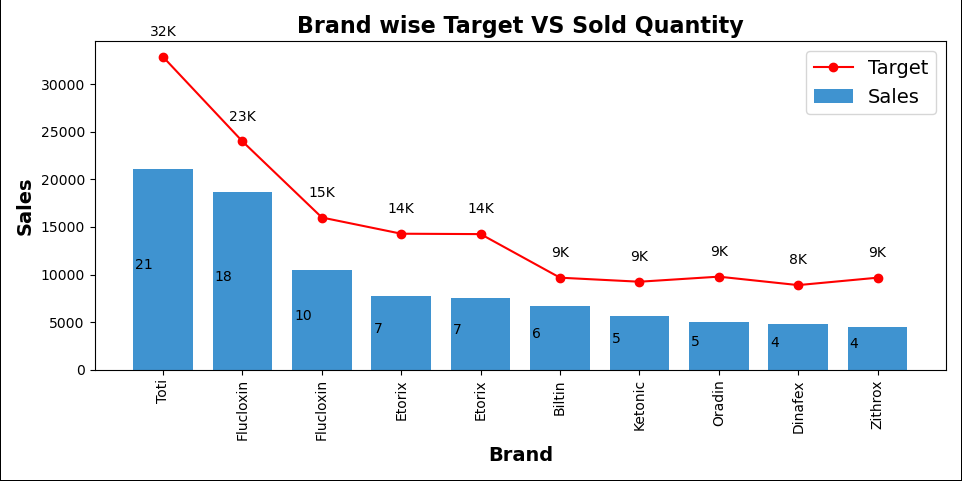 Brand wise Target VS Sold Quantity
32K
23K
15K
14K
14K
9K
9K
9K
8K
9K
Target
Sales
Sales
30000
25000
20000
15000
10000
5000
0
21
18
10
7
7
6
5
5
4
4
Toti
Flucloxin
Flucloxin
Etorix
Etorix
Biltin
Ketonic
Oradin
Dinafex
Zithrox
Brand